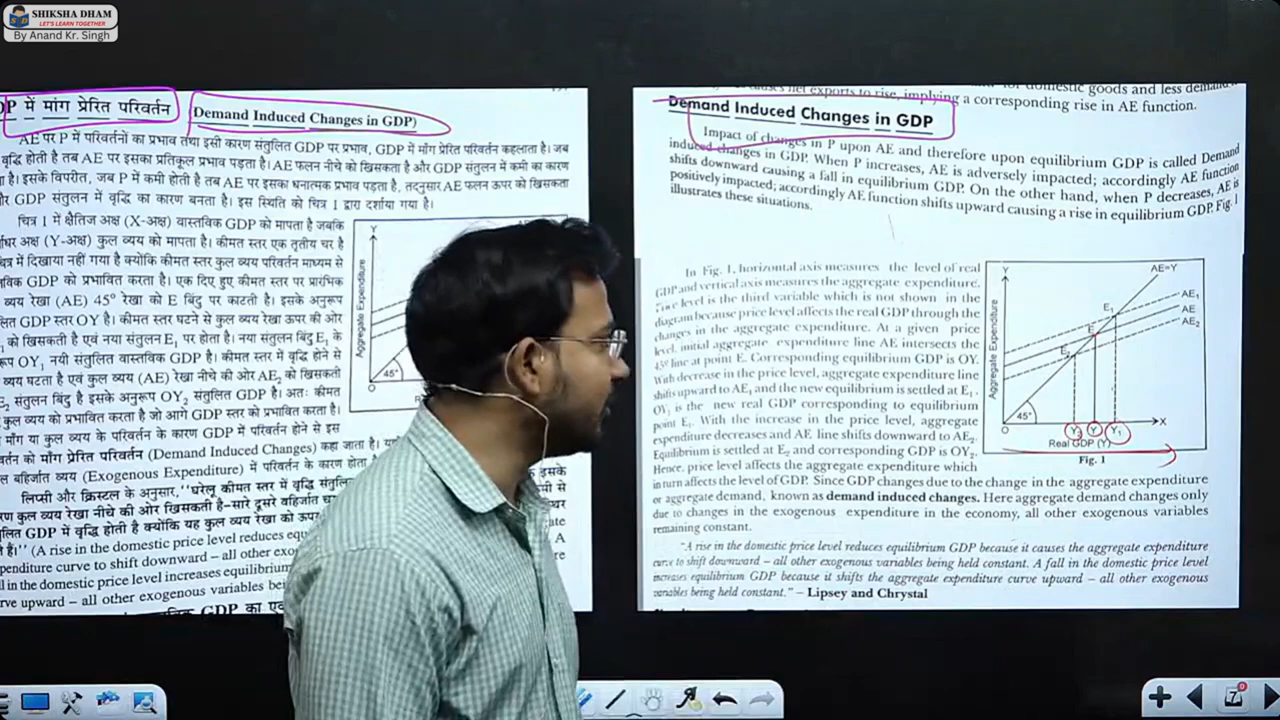 SHIKSHA DHAM
LET'S LEARN TOGETHER
By Anand Kr. Singh
में मांग प्रेरित परिवर्तन
Demand Induced Changes in GDP)
AE पर P में परिवर्तनों का प्रभाव तथा इसी कारण संतुलित GDP पर प्रभाव, GDP में मांग प्रेरित परिवर्तन कहलाता है। जब
वृद्धि होती है तब AE पर इसका प्रतिकूल प्रभाव पड़ता है। AE फलन नीचे को खिसकता है और GDP संतुलन में कमी का कारण
है। इसके विपरीत, जब P में कमी होती है तब AE पर इसका धनात्मक प्रभाव पड़ता है, तदनुसार AE फलन ऊपर को खिसकता
GDP संतुलन में वृद्धि का कारण बनता है। इस स्थिति को चित्र 1 द्वारा दर्शाया गया है।
चित्र 1 में क्षैतिज अक्ष (X-अक्ष) वास्तविक GDP को मापता है जबकि
अक्ष (Y-अक्ष) कुल व्यय को मापता है। कीमत स्तर एक तृतीय चर है
चित्र में दिखाया नहीं गया है क्योंकि कीमत स्तर कुल व्यय परिवर्तन माध्यम से
GDP को प्रभावित करता है। एक दिए हुए कीमत स्तर पर प्रारंभिक
व्यय रेखा (AE) 45° रेखा को E बिंदु पर काटती है। इसके अनुरूप
GDP स्तर OY है। कीमत स्तर घटने से कुल व्यय रेखा ऊपर की ओर
को खिसकती है एवं नया संतुलन E₁ पर होता है। नया संतुलन बिंदु E₁ के
OY₁ नयी संतुलित वास्तविक GDP है। कीमत स्तर में वृद्धि होने से
व्यय घटता है एवं कुल व्यय (AE) रेखा नीचे की ओर AE₂ को खिसकती
संतुलन बिंदु है इसके अनुरूप OY₂ संतुलित GDP है। अतः कीमत
कुल व्यय को प्रभावित करता है जो आगे GDP स्तर को प्रभावित करता है।
मांग या कुल व्यय के परिवर्तन के कारण GDP में परिवर्तन होने से इस
को मांग प्रेरित परिवर्तन (Demand Induced Changes) कहा जाता है।
बहिर्जात व्यय (Exogenous Expenditure) में परिवर्तन के कारण होता
लिप्सी और क्रिस्टल के अनुसार, "घरेलू कीमत स्तर में वृद्धि
कुल व्यय रेखा नीचे की ओर खिसकती है–सारे दूसरे बहिर्जात
GDP में वृद्धि होती है क्योंकि यह कुल व्यय रेखा को ऊपर
(A rise in the domestic price level reduces
curve to shift downward – all other
in the domestic price level increases equilibrium
upward – all other exogenous variables
Aggregate Expenditure
Y
45°
O
domestic goods and less
net exports to rise, implying a corresponding rise in AE function.
Demand Induced Changes in GDP
Impact of changes in P upon AE and therefore upon equilibrium GDP is called Demand
induced changes in GDP. When P increases, AE is adversely impacted; accordingly AE function
shifts downward causing a fall in equilibrium GDP. On the other hand, when P decreases, AE is
positively impacted; accordingly AE function shifts upward causing a rise in equilibrium GDP. Fig. 1
illustrates these situations.
In Fig. 1, horizontal axis measures the level of real
GDP and vertical axis measures the aggregate expenditure.
level is the third variable which is not shown in the
diagram because price level affects the real GDP through the
changes in the aggregate expenditure. At a given price
level, initial aggregate expenditure line AE intersects the
45° line at point E. Corresponding equilibrium GDP is OY.
With decrease in the price level, aggregate expenditure line
shifts upward to AE₁ and the new equilibrium is settled at E₁.
OY₁ is the new real GDP corresponding to equilibrium
point E₁. With the increase in the price level, aggregate
expenditure decreases and AE line shifts downward to AE₂.
Equilibrium is settled at E₂ and corresponding GDP is OY₂.
Hence, price level affects the aggregate expenditure which
in turn affects the level of GDP. Since GDP changes due to the change in the aggregate expenditure
or aggregate demand, known as demand induced changes. Here aggregate demand changes only
due to changes in the exogenous expenditure in the economy, all other exogenous variables
remaining constant.
"A rise in the domestic price level reduces equilibrium GDP because it causes the aggregate expenditure
curve to shift downward – all other exogenous variables being held constant. A fall in the domestic price level
increases equilibrium GDP because it shifts the aggregate expenditure curve upward – all other exogenous
variables being held constant." – Lipsey and Chrystal
Aggregate Expenditure
Y
AE=Y
AE₁
AE
AE₂
E₁
E
E₂
45°
O
Y₂ Y Y₁
X
Real GDP (Y)
Fig. 1